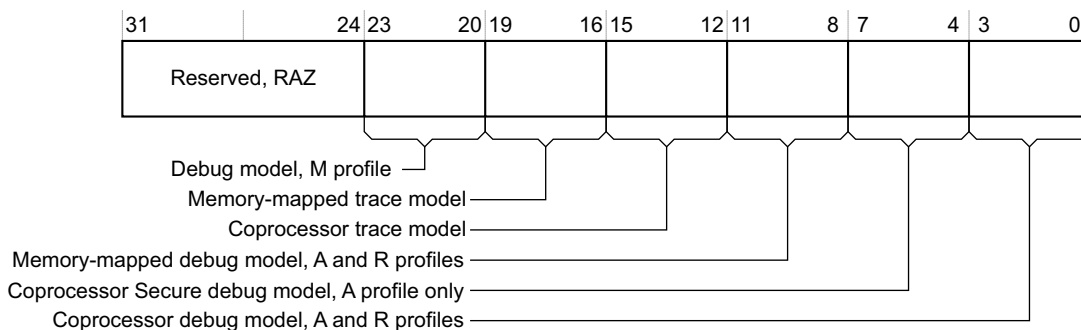 31 24 23 20 19 16 15 12 11 8 7 4 3 0
Reserved, RAZ
Debug model, M profile
Memory-mapped trace model
Coprocessor trace model
Memory-mapped debug model, A and R profiles
Coprocessor Secure debug model, A profile only
Coprocessor debug model, A and R profiles